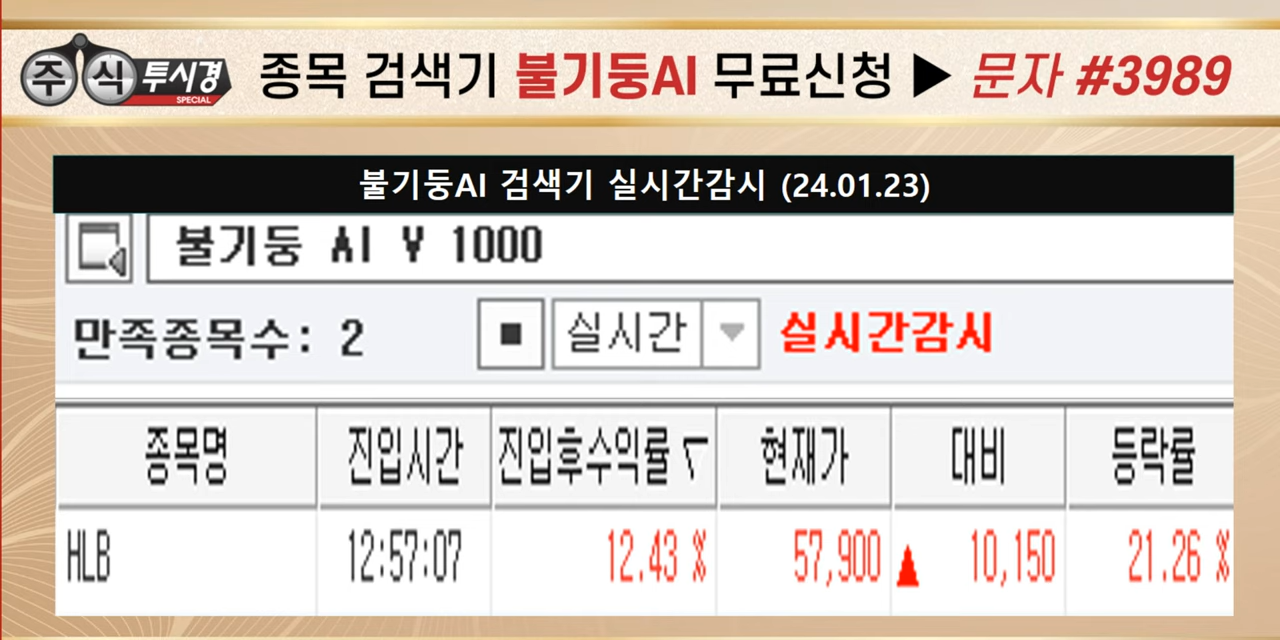 주식투시경 SPECIAL
종목 검색기 불기둥AI 무료신청 ▶ 문자 #3989
불기둥AI 검색기 실시간감시 (24.01.23)
불기둥 AI ₩ 1000
만족종목수: 2 ■ 실시간 ▼ 실시간감시
종목명 진입시간 진입후수익률 ▽ 현재가 대비 등락률
HLB 12:57:07 12.43 % 57,900 ▲ 10,150 21.26 %